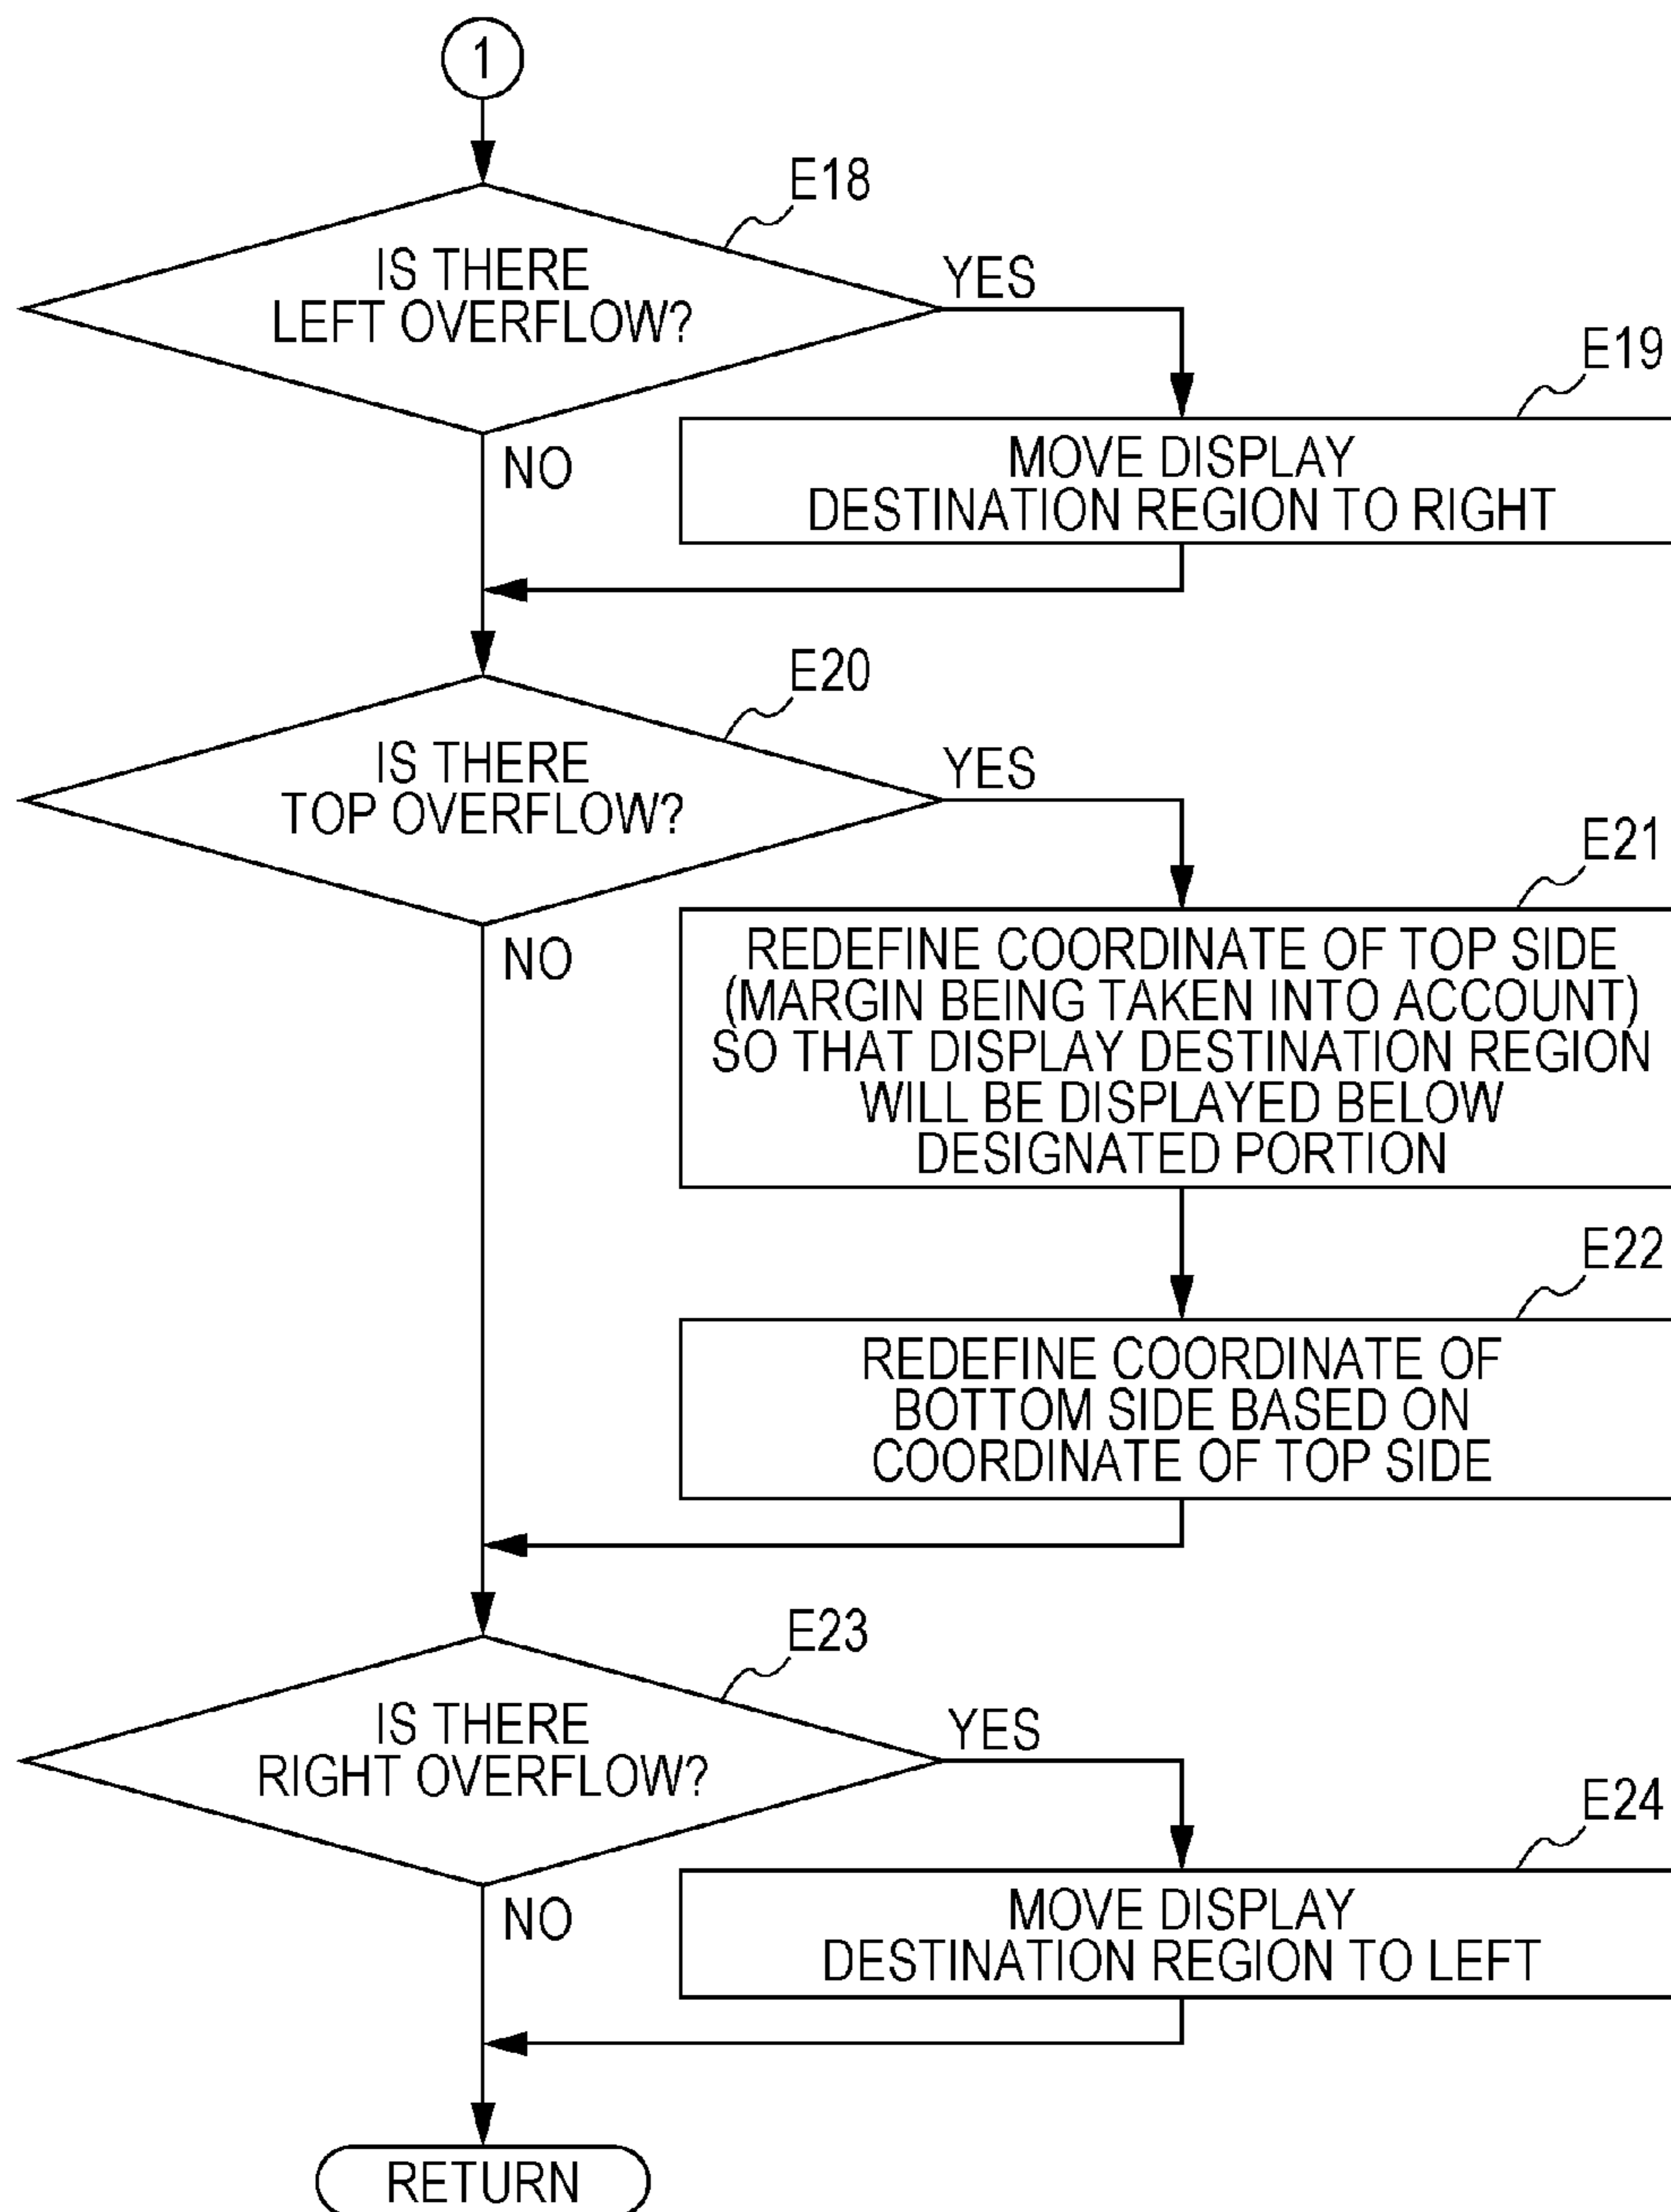 1
E18
IS THERE
LEFT OVERFLOW?
YES
NO
E19
MOVE DISPLAY
DESTINATION REGION TO RIGHT
E20
IS THERE
TOP OVERFLOW?
YES
NO
E21
REDEFINE COORDINATE OF TOP SIDE
(MARGIN BEING TAKEN INTO ACCOUNT)
SO THAT DISPLAY DESTINATION REGION
WILL BE DISPLAYED BELOW
DESIGNATED PORTION
E22
REDEFINE COORDINATE OF
BOTTOM SIDE BASED ON
COORDINATE OF TOP SIDE
E23
IS THERE
RIGHT OVERFLOW?
YES
NO
E24
MOVE DISPLAY
DESTINATION REGION TO LEFT
RETURN